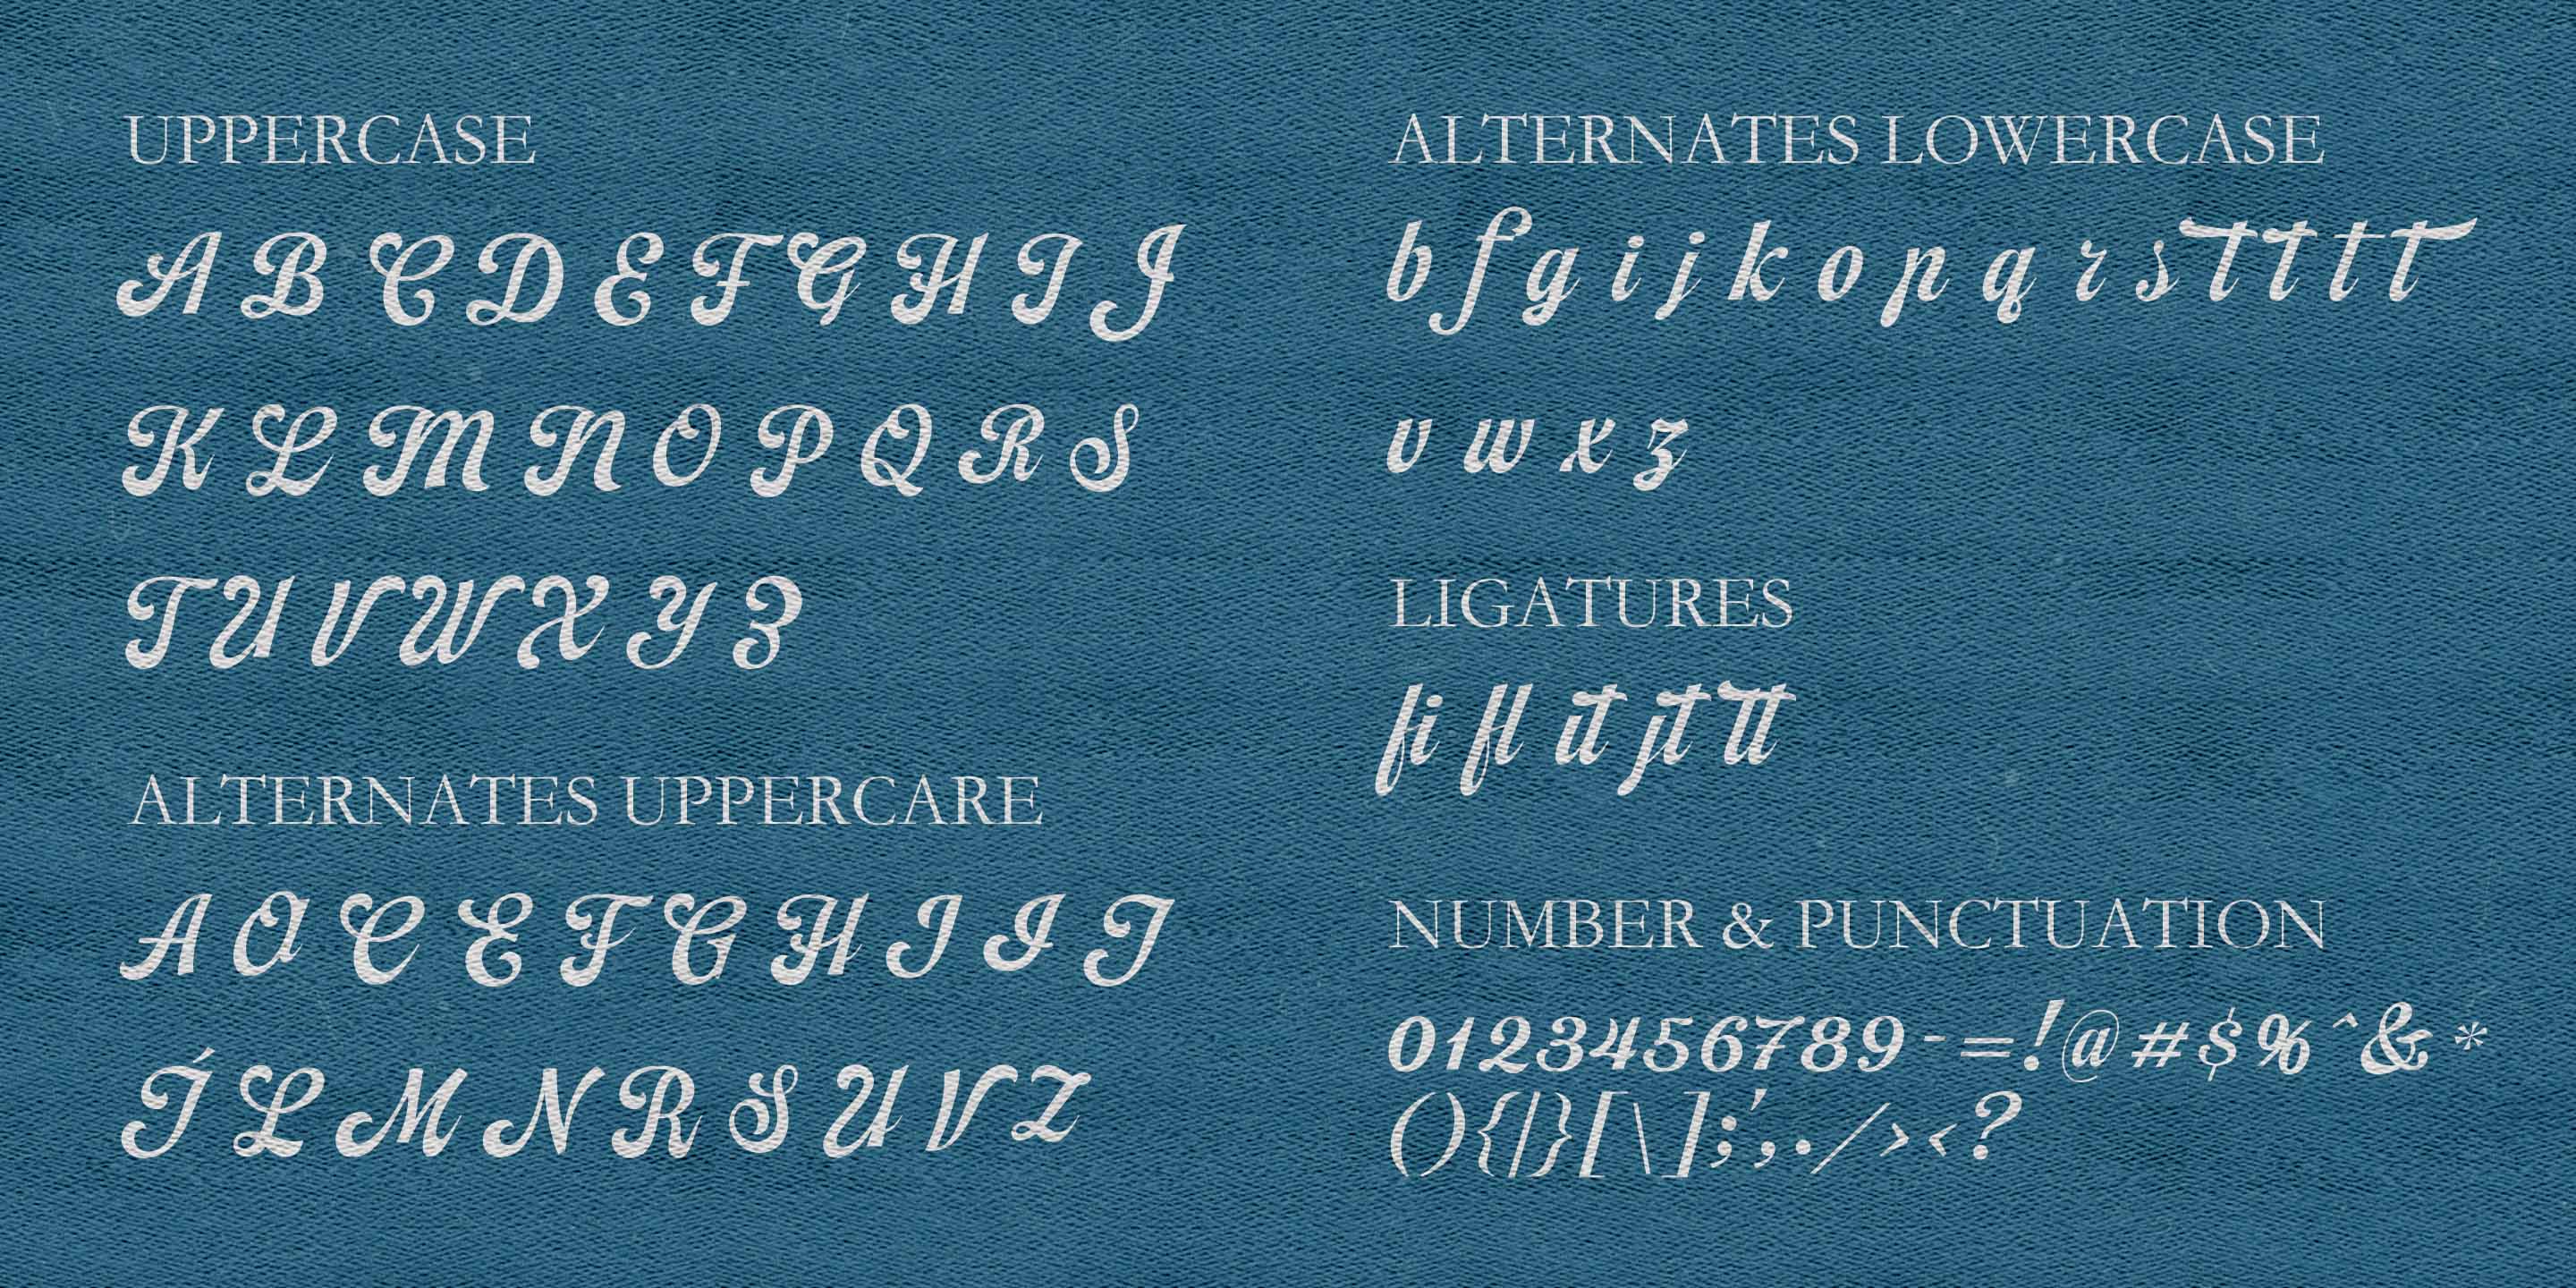 UPPERCASE
A B C D E F G H I J
K L M N O P Q R S
T U V W X Y Z
ALTERNATES UPPERCARE
A A C E F G H I I J
J́ L M N R S U V Z
ALTERNATES LOWERCASE
b f g i j k o p q r s t t t t
v w x z
LIGATURES
fi fl it jt tt
NUMBER & PUNCTUATION
0123456789-=!@#$%^&*
(){|}[\];',./><?